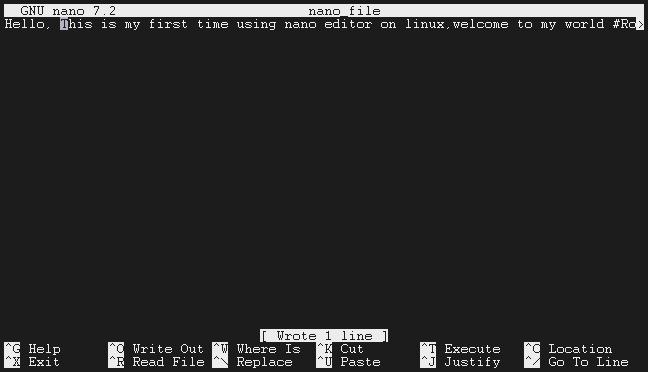 GNU nano 7.2 nano_file
Hello, This is my first time using nano editor on linux,welcome to my world #Ro>
[ Wrote 1 line ]
^G Help ^O Write Out ^W Where Is ^K Cut ^T Execute ^C Location
^X Exit ^R Read File ^\ Replace ^U Paste ^J Justify ^/ Go To Line